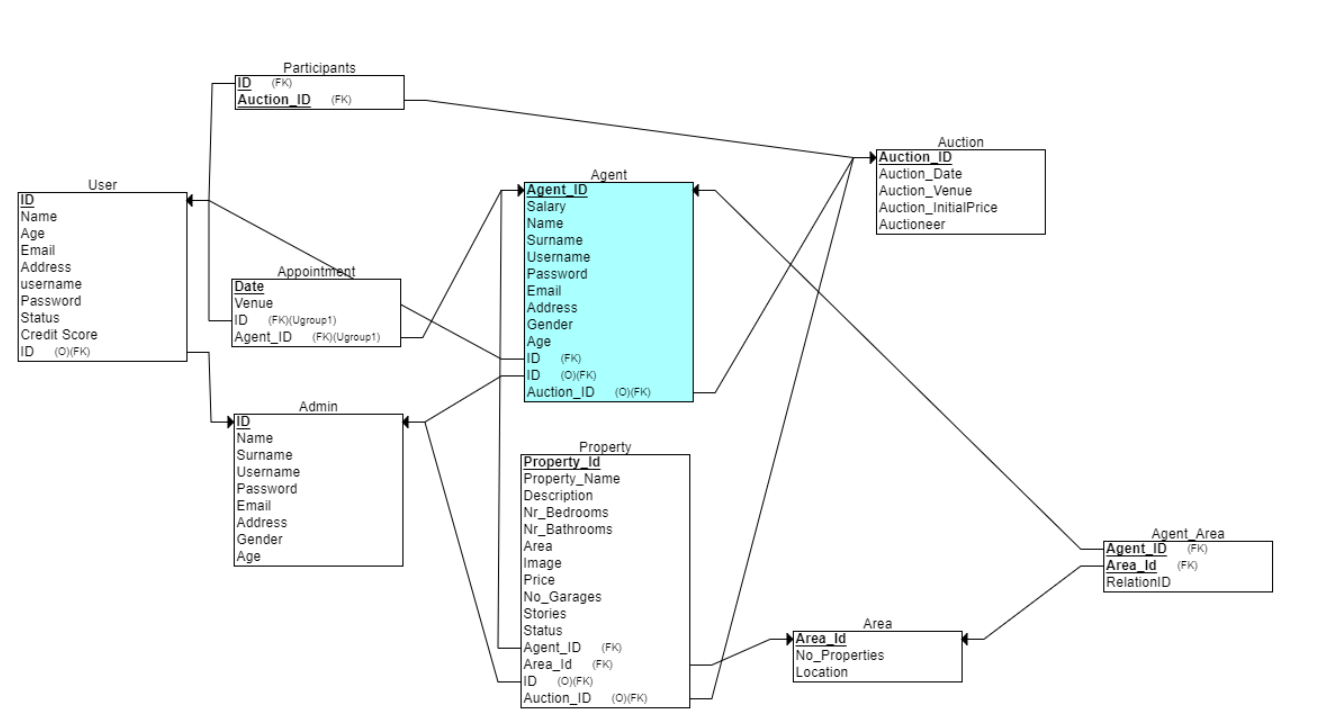 Participants
ID (FK)
Auction_ID (FK)
Auction
Auction_ID
Auction_Date
Auction_Venue
Auction_InitialPrice
Auctioneer
User
ID
Name
Age
Email
Address
username
Password
Status
Credit Score
ID (O)(FK)
Agent
Agent_ID
Salary
Name
Surname
Username
Password
Email
Address
Gender
Age
ID (FK)
ID (O)(FK)
Auction_ID (O)(FK)
Appointment
Date
Venue
ID (FK)(Ugroup1)
Agent_ID (FK)(Ugroup1)
Admin
ID
Name
Surname
Username
Password
Email
Address
Gender
Age
Property
Property_Id
Property_Name
Description
Nr_Bedrooms
Nr_Bathrooms
Area
Image
Price
No_Garages
Stories
Status
Agent_ID (FK)
Area_Id (FK)
ID (O)(FK)
Auction_ID (O)(FK)
Agent_Area
Agent_ID (FK)
Area_Id (FK)
RelationID
Area
Area_Id
No_Properties
Location